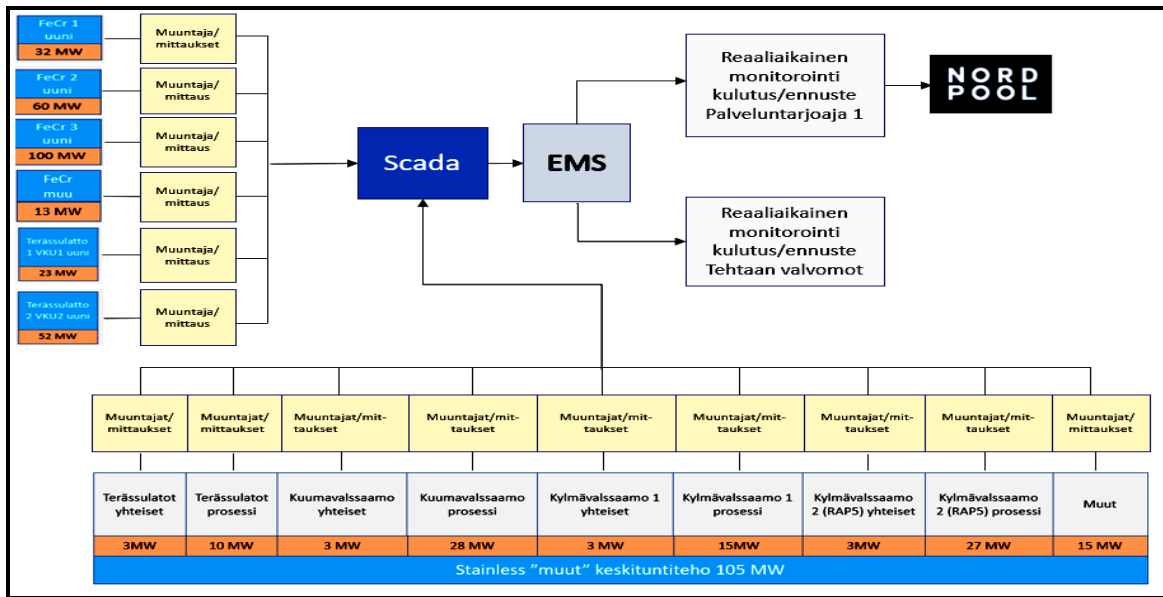 FeCr 1
uuni
32 MW
Muuntaja/
mittaukset
FeCr 2
uuni
60 MW
Muuntaja/
mittaus
FeCr 3
uuni
100 MW
Muuntaja/
mittaus
FeCr
muu
13 MW
Muuntaja/
mittaus
Terässulatto
1 VKU1 uuni
23 MW
Muuntaja/
mittaus
Terässulatto
2 VKU2 uuni
52 MW
Muuntaja/
mittaus
Scada
EMS
Reaaliaikainen
monitorointi
kulutus/ennuste
Palveluntarjoaja 1
NORD
POOL
Reaaliaikainen
monitorointi
kulutus/ennuste
Tehtaan valvomot
Muuntajat/
mittaukset
Muuntajat/
mittaukset
Muuntajat/mit-
taukset
Muuntajat/mit-
taukset
Muuntajat/mit-
taukset
Muuntajat/mit-
taukset
Muuntajat/mit-
taukset
Muuntajat/mit-
taukset
Muuntajat/
mittaukset
Terässulatot
yhteiset
Terässulatot
prosessi
Kuumavalssaamo
yhteiset
Kuumavalssaamo
prosessi
Kylmävalssaamo 1
yhteiset
Kylmävalssaamo 1
prosessi
Kylmävalssaamo
2 (RAP5) yhteiset
Kylmävalssaamo
2 (RAP5) prosessi
Muut
3MW
10 MW
3 MW
28 MW
3 MW
15MW
3MW
27 MW
15 MW
Stainless ”muut” keskituntiteho 105 MW